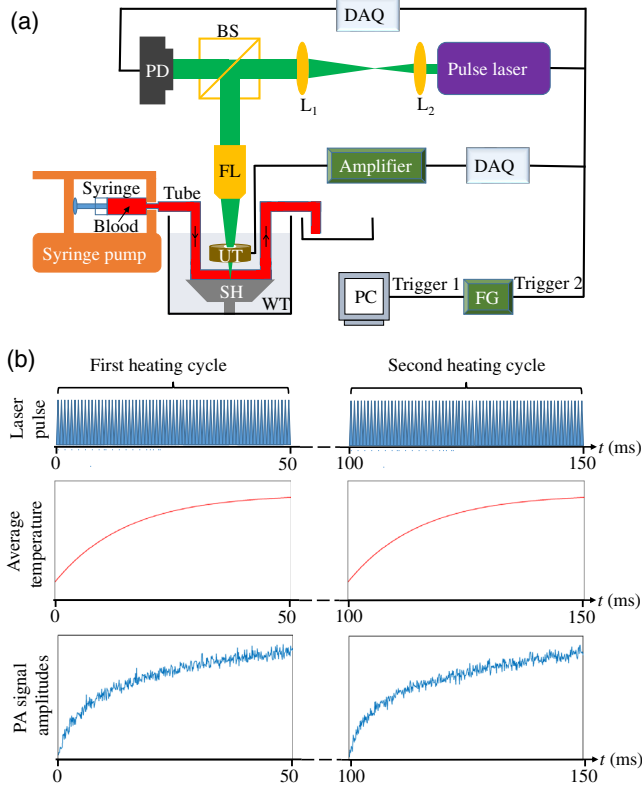 (a)
DAQ
BS
PD
Pulse laser
L1
L2
FL
Amplifier
DAQ
Syringe
Tube
Blood
Syringe pump
UT
SH
WT
PC
Trigger 1
FG
Trigger 2
(b)
First heating cycle
Second heating cycle
Laser pulse
0
50
100
150
t (ms)
Average temperature
0
50
100
150
t (ms)
PA signal amplitudes
0
50
100
150
t (ms)